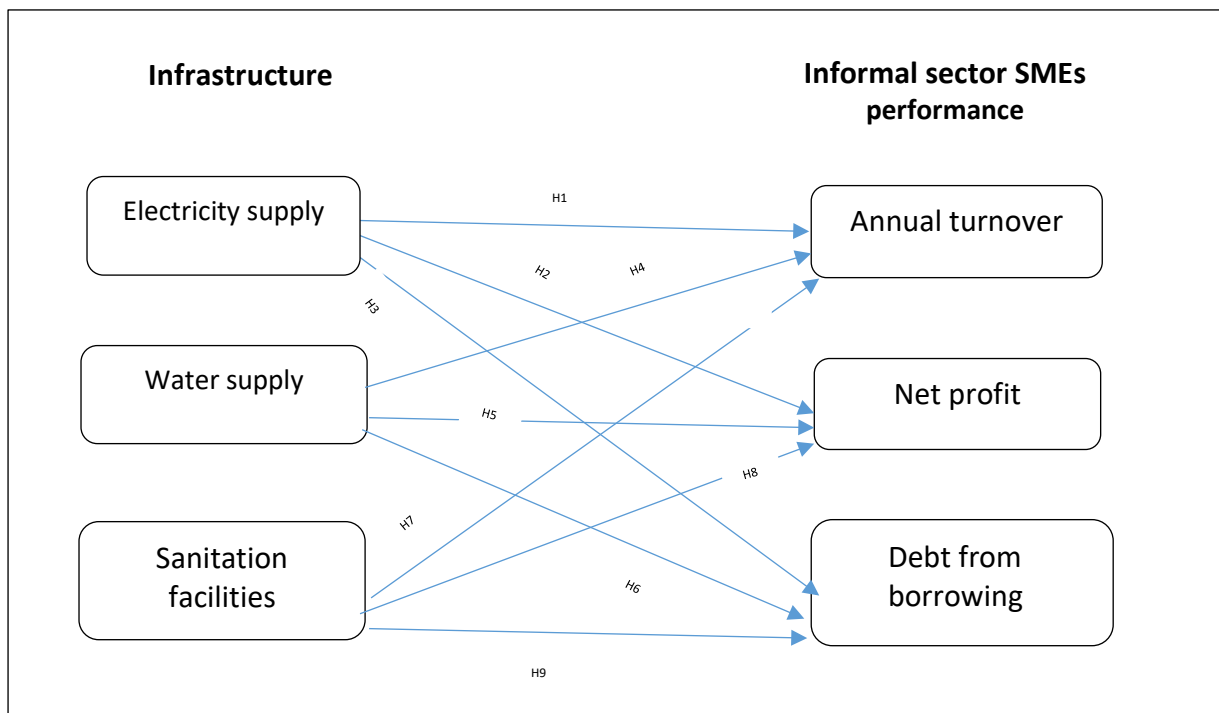 Infrastructure
Informal sector SMEs
performance
Electricity supply
H1
Annual turnover
H2
H4
H3
Water supply
H5
Net profit
H8
H7
Sanitation
facilities
H6
Debt from
borrowing
H9